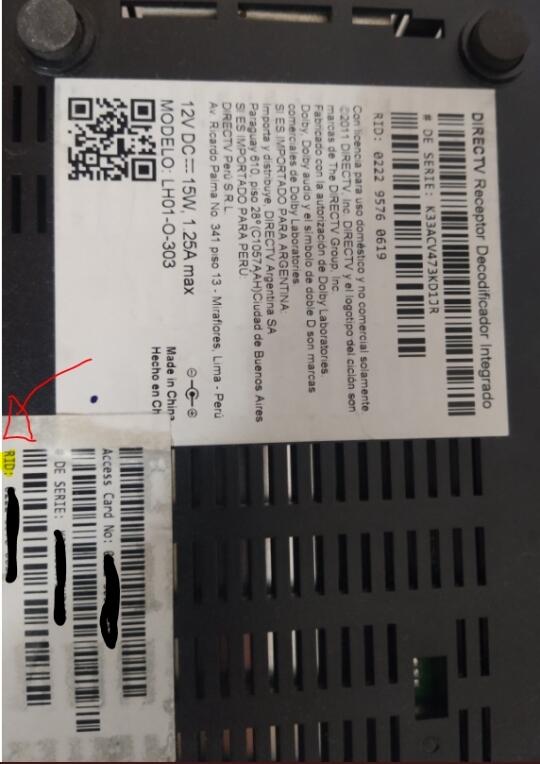 DIRECTV Receptor Decodificador Integrado
# DE SERIE: K33ACV473KD1JR
RID: 0222 9576 0619
Con licencia para uso doméstico y no comercial solamente
©2011 DIRECTV, Inc. DIRECTV y el logotipo del ciclón son
marcas de The DIRECTV Group, Inc.
Fabricado con la autorización de Dolby Laboratories.
Dolby, Dolby audio y el símbolo de doble D son marcas
comerciales de Dolby Laboratories
SI ES IMPORTADO PARA ARGENTINA:
Importa y distribuye: DIRECTV Argentina SA
Paraguay 610, piso 28° (C1057AAH)Ciudad de Buenos Aires
SI ES IMPORTADO PARA PERÚ:
DIRECTV Perú S.R.L
Av. Ricardo Palma No. 341 piso 13 - Miraflores, Lima - Perú
12V DC 15W, 1.25A max
MODELO: LH01-O-303
Made in China
Hecho en Ch
Access Card No: 0
# DE SERIE: K
RID: